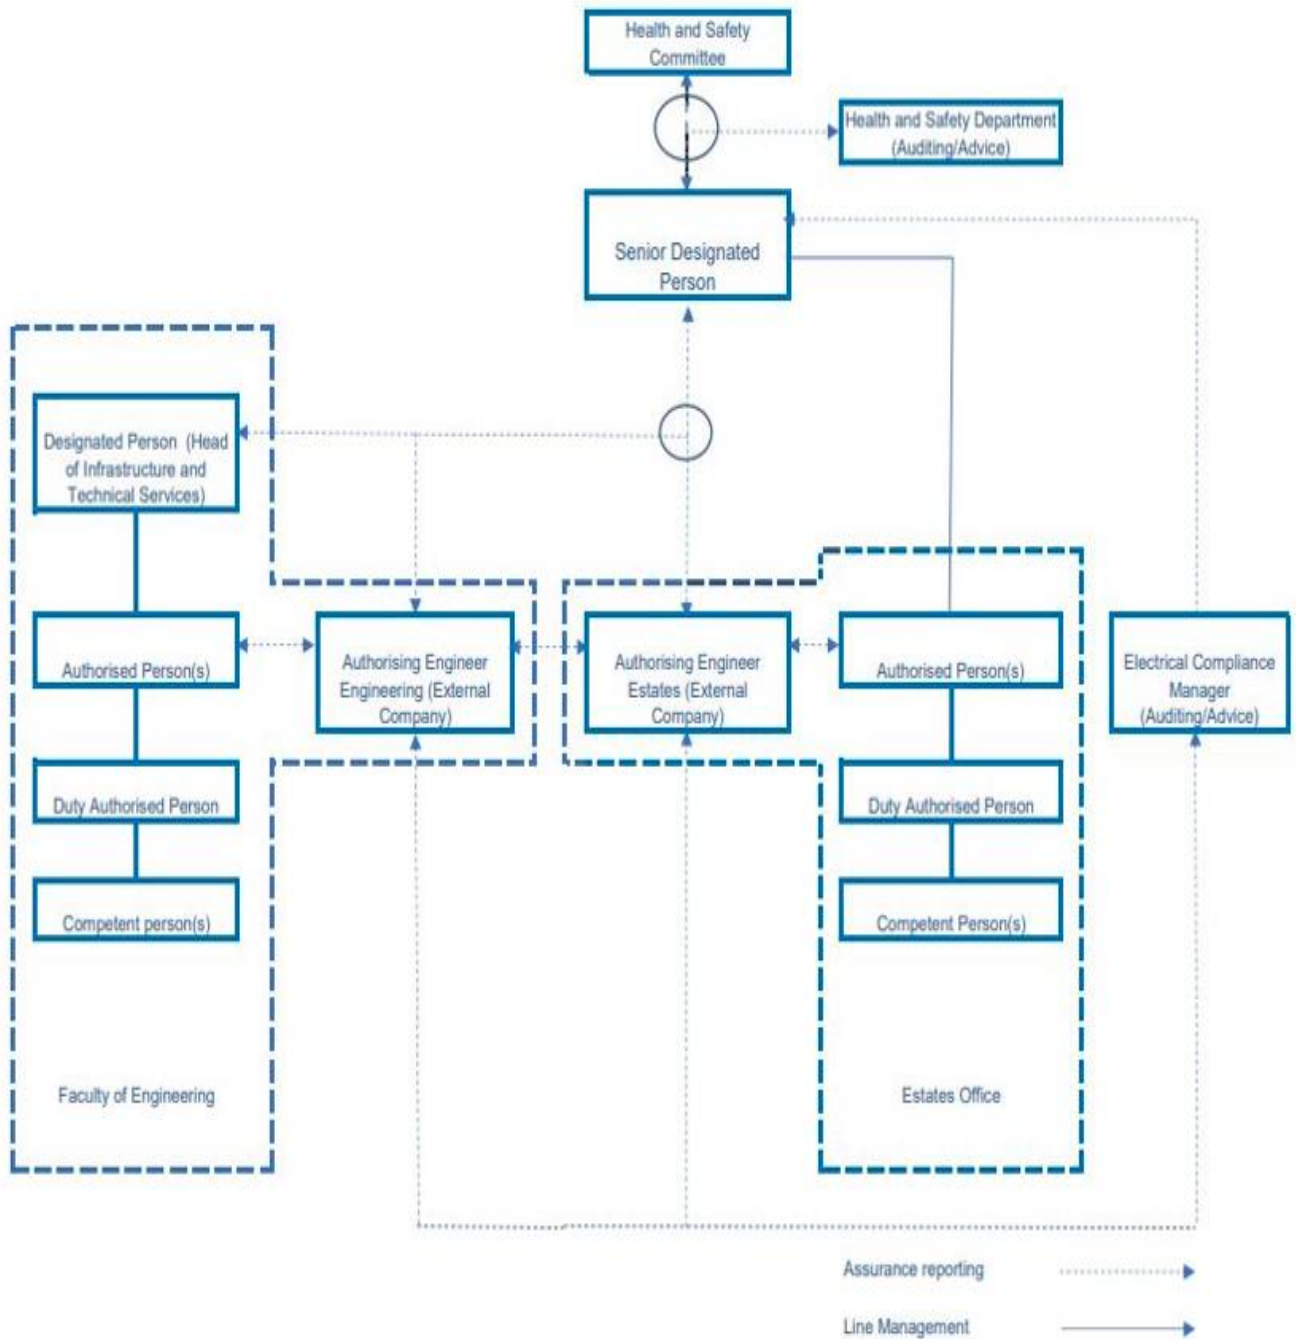 Health and Safety
Committee
Health and Safety Department
(Auditing/Advice)
Senior Designated
Person
Designated Person (Head
of Infrastructure and
Technical Services)
Authorised Person(s)
Authorising Engineer
Engineering (External
Company)
Authorising Engineer
Estates (External
Company)
Authorised Person(s)
Electrical Compliance
Manager
(Auditing/Advice)
Duty Authorised Person
Duty Authorised Person
Competent person(s)
Competent Person(s)
Faculty of Engineering
Estates Office
Assurance reporting
Line Management